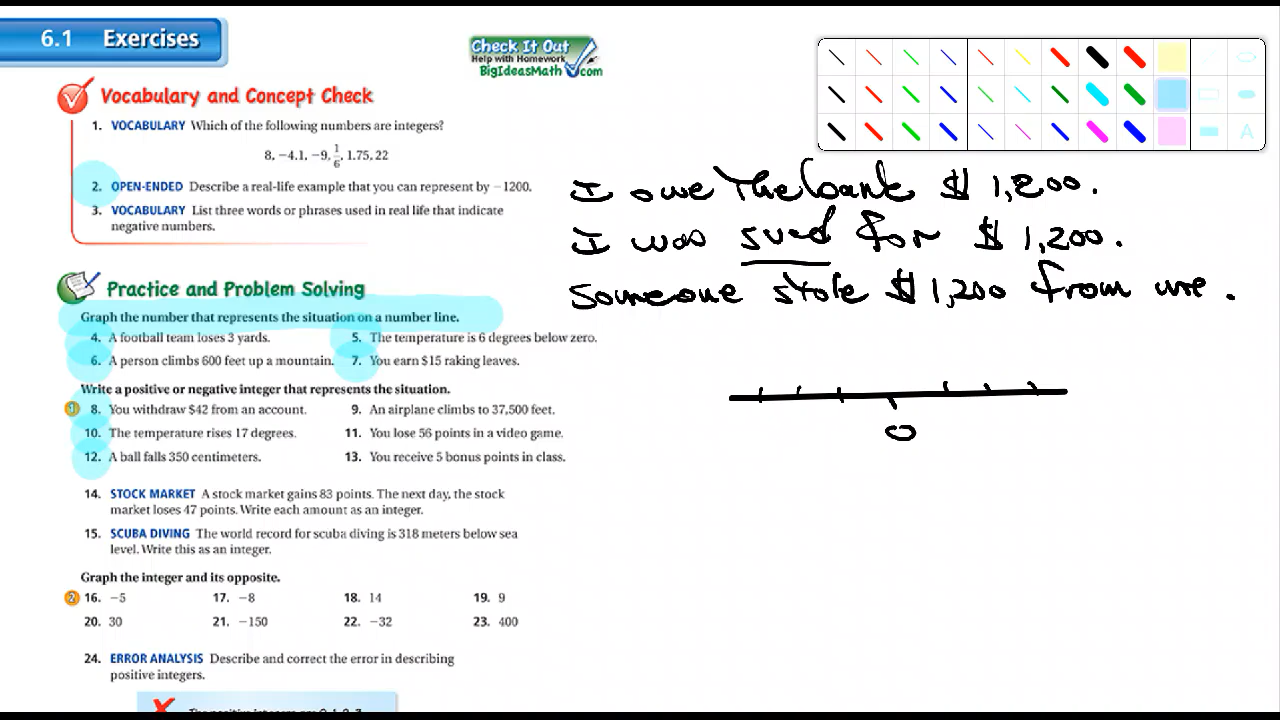 6.1 Exercises
Check It Out
Help with Homework
BigIdeasMath.com
Vocabulary and Concept Check
1. VOCABULARY Which of the following numbers are integers?
8, −4.1, −9, 1/6, 1.75, 22
2. OPEN-ENDED Describe a real-life example that you can represent by −1200.
3. VOCABULARY List three words or phrases used in real life that indicate
negative numbers.
I owe The bank $ 1,200.
I was sued for $ 1,200.
Someone stole $ 1,200 from me.
Practice and Problem Solving
Graph the number that represents the situation on a number line.
4. A football team loses 3 yards. 5. The temperature is 6 degrees below zero.
6. A person climbs 600 feet up a mountain. 7. You earn $15 raking leaves.
Write a positive or negative integer that represents the situation.
1 8. You withdraw $42 from an account. 9. An airplane climbs to 37,500 feet.
10. The temperature rises 17 degrees. 11. You lose 56 points in a video game.
12. A ball falls 350 centimeters. 13. You receive 5 bonus points in class.
0
14. STOCK MARKET A stock market gains 83 points. The next day, the stock
market loses 47 points. Write each amount as an integer.
15. SCUBA DIVING The world record for scuba diving is 318 meters below sea
level. Write this as an integer.
Graph the integer and its opposite.
2 16. −5 17. −8 18. 14 19. 9
20. 30 21. −150 22. −32 23. 400
24. ERROR ANALYSIS Describe and correct the error in describing
positive integers.
A